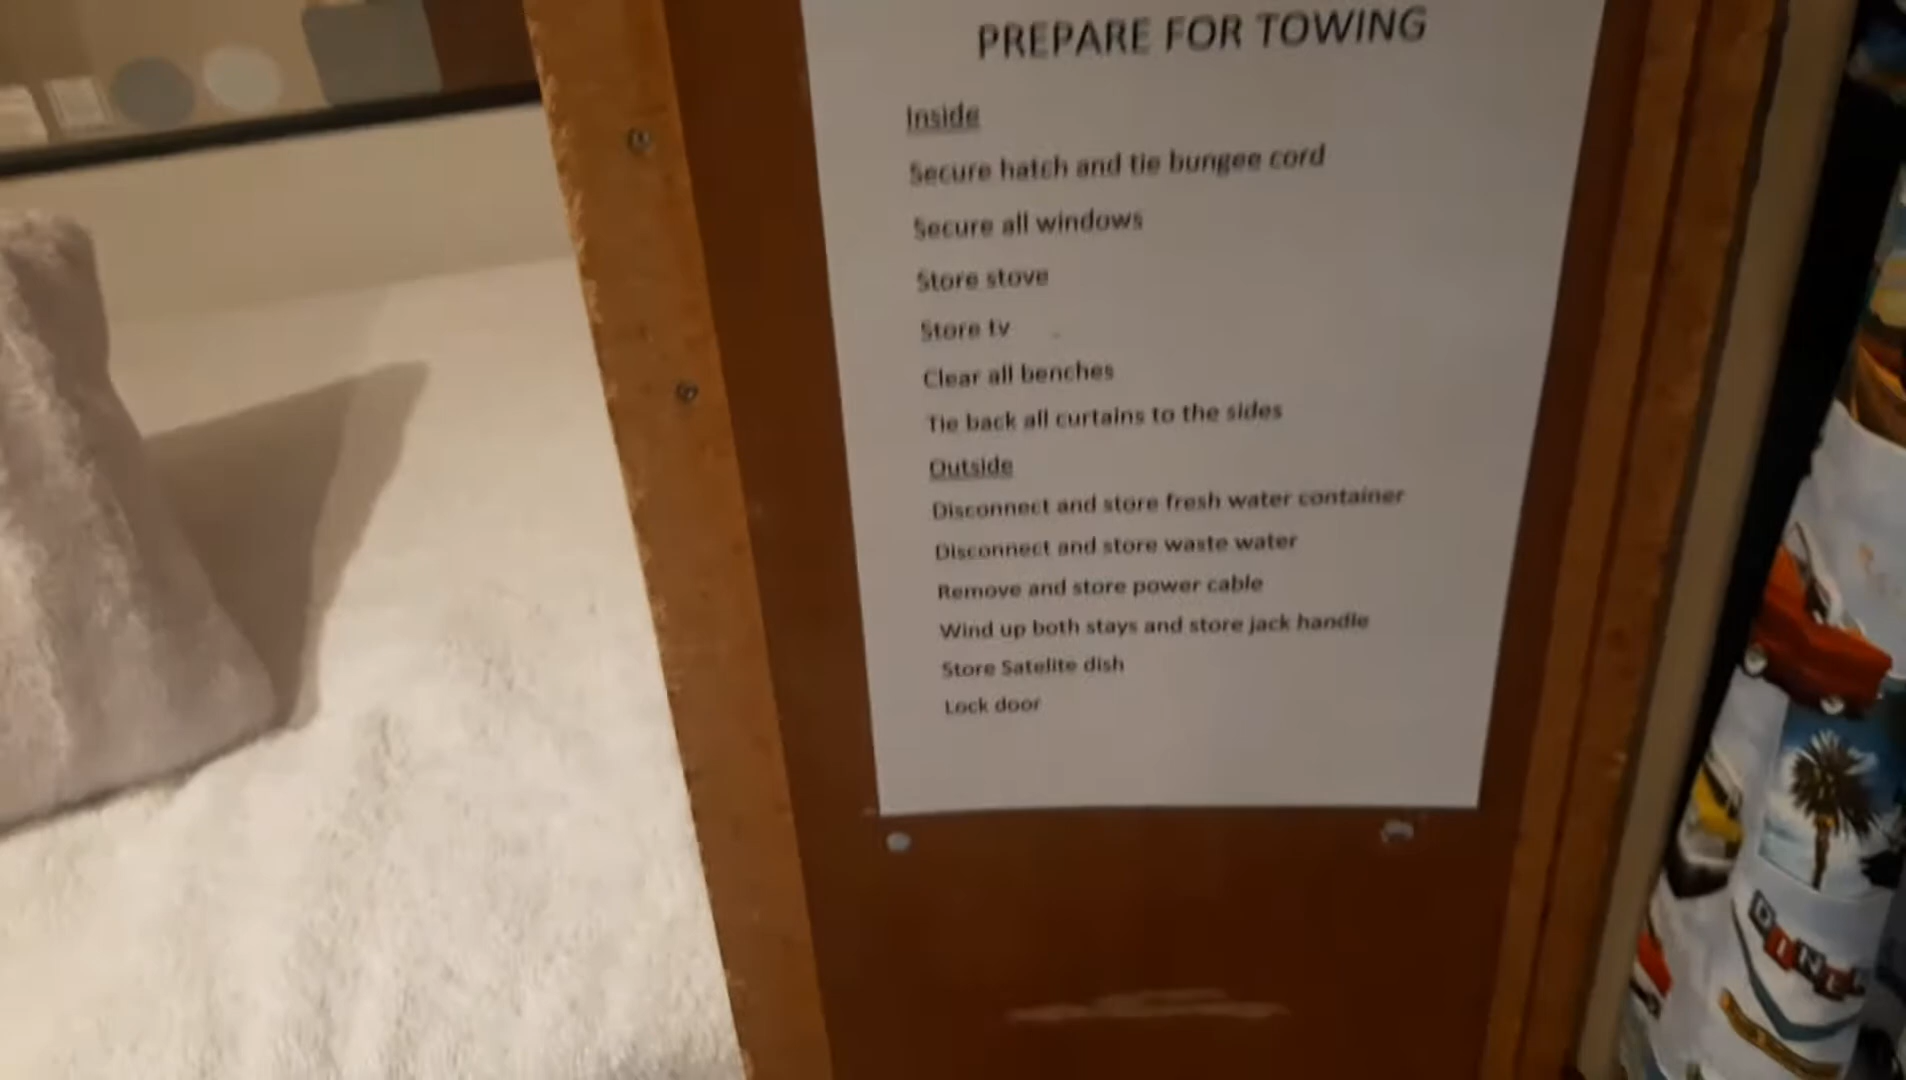 PREPARE FOR TOWING
Inside
Secure hatch and tie bungee cord
Secure all windows
Store stove
Store tv
Clear all benches
Tie back all curtains to the sides
Outside
Disconnect and store fresh water container
Disconnect and store waste water
Remove and store power cable
Wind up both stays and store jack handle
Store Satelite dish
Lock door